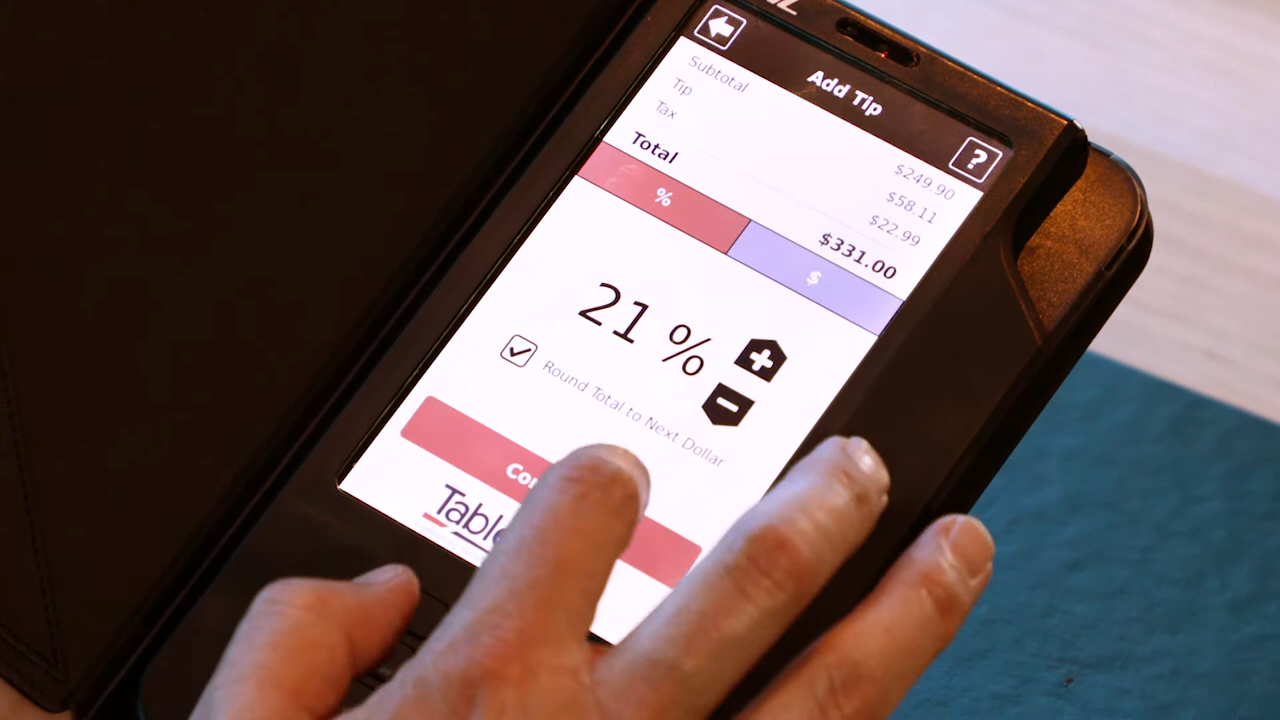 Add Tip
?
Subtotal $249.90
Tip $58.11
Tax $22.99
Total $331.00
% $
21 %
+
-
Round Total to Next Dollar